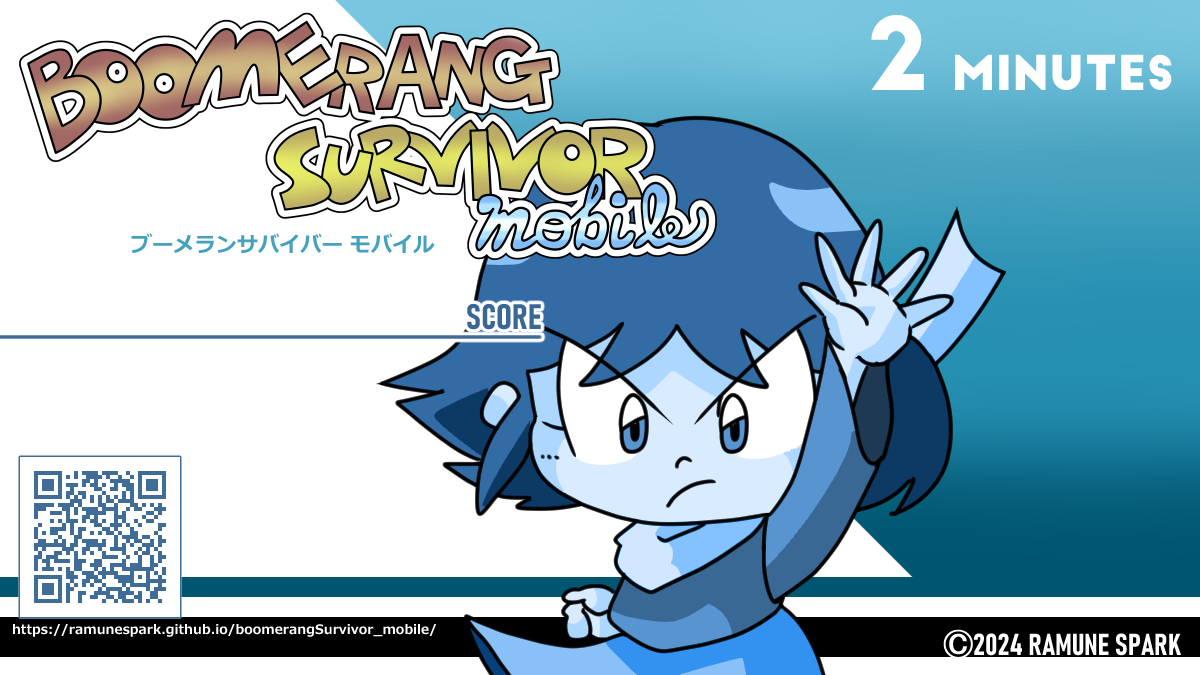 BOOMERANG
SURVIVOR
mobile
ブーメランサバイバー モバイル
2 MINUTES
SCORE
https://ramunespark.github.io/boomerangSurvivor_mobile/
©2024 RAMUNE SPARK